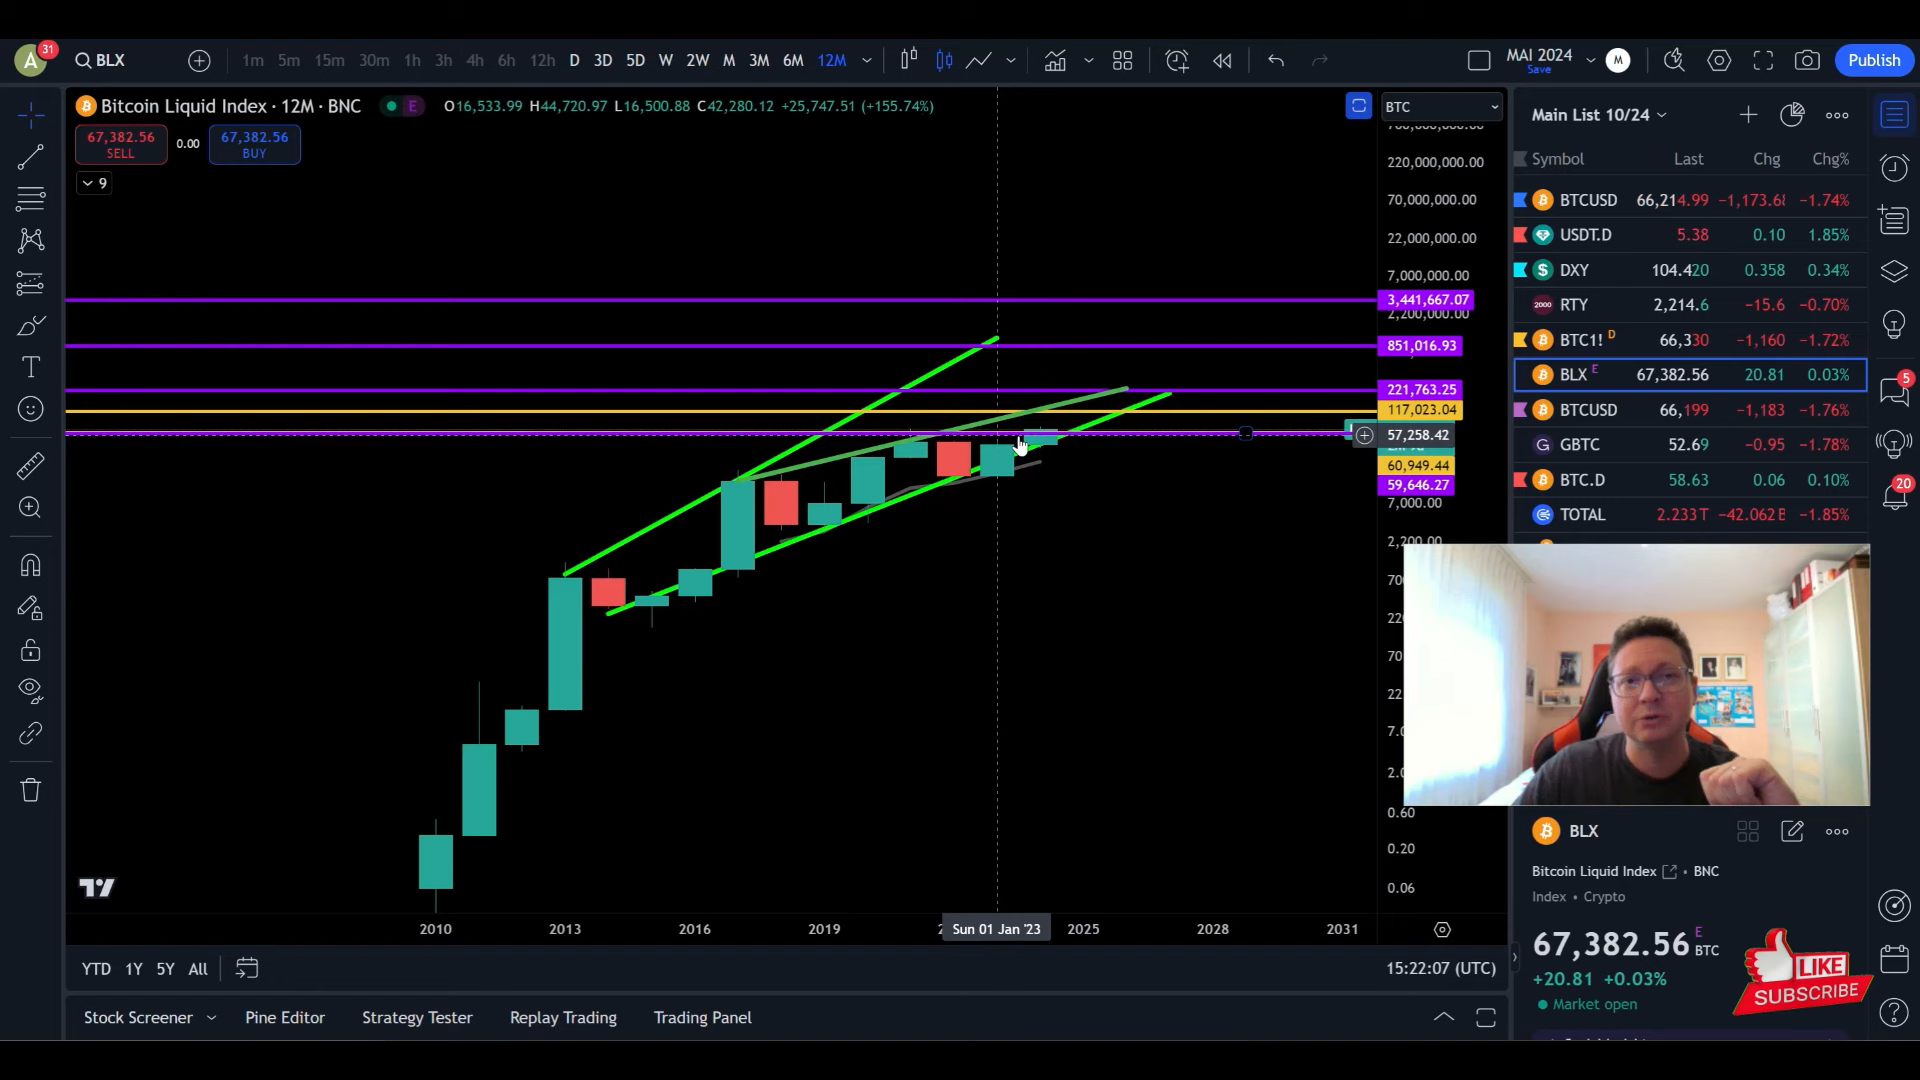 A
31
BLX
1m 5m 15m 30m 1h 3h 4h 6h 12h D 3D 5D W 2W M 3M 6M 12M
MAI 2024
Save
M
Publish
Bitcoin Liquid Index · 12M · BNC
E
O16,533.99 H44,720.97 L16,500.88 C42,280.12 +25,747.51 (+155.74%)
67,382.56
SELL
0.00
67,382.56
BUY
9
BTC
220,000,000.00
70,000,000.00
22,000,000.00
7,000,000.00
3,441,667.07
2,200,000.00
851,016.93
221,763.25
117,023.04
57,258.42
60,949.44
59,646.27
7,000.00
2,200.00
0.60
0.20
0.06
2010 2013 2016 2019 Sun 01 Jan '23 2025 2028 2031
YTD 1Y 5Y All
15:22:07 (UTC)
Stock Screener Pine Editor Strategy Tester Replay Trading Trading Panel
Main List 10/24
Symbol Last Chg Chg%
BTCUSD 66,214.99 −1,173.68 −1.74%
USDT.D 5.38 0.10 1.85%
DXY 104.420 0.358 0.34%
2000 RTY 2,214.6 −15.6 −0.70%
BTC1! D 66,330 −1,160 −1.72%
BLX E 67,382.56 20.81 0.03%
BTCUSD 66,199 −1,183 −1.76%
G GBTC 52.69 −0.95 −1.78%
BTC.D 58.63 0.06 0.10%
TOTAL 2.233T −42.062B −1.85%
5
20
BLX
Bitcoin Liquid Index • BNC
Index • Crypto
67,382.56 E BTC
+20.81 +0.03%
Market open
LIKE
SUBSCRIBE